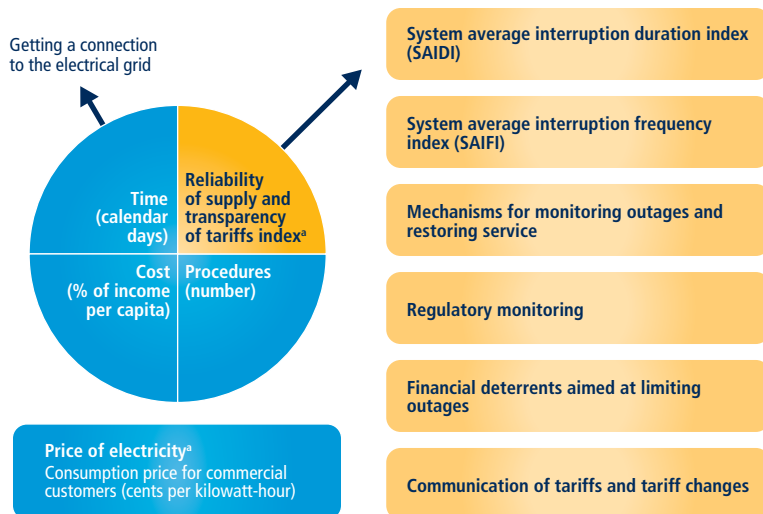 Getting a connection
to the electrical grid
Time
(calendar
days)
Reliability
of supply and
transparency
of tariffs indexᵃ
Cost
(% of income
per capita)
Procedures
(number)
Price of electricityᵃ
Consumption price for commercial
customers (cents per kilowatt-hour)
System average interruption duration index
(SAIDI)
System average interruption frequency
index (SAIFI)
Mechanisms for monitoring outages and
restoring service
Regulatory monitoring
Financial deterrents aimed at limiting
outages
Communication of tariffs and tariff changes